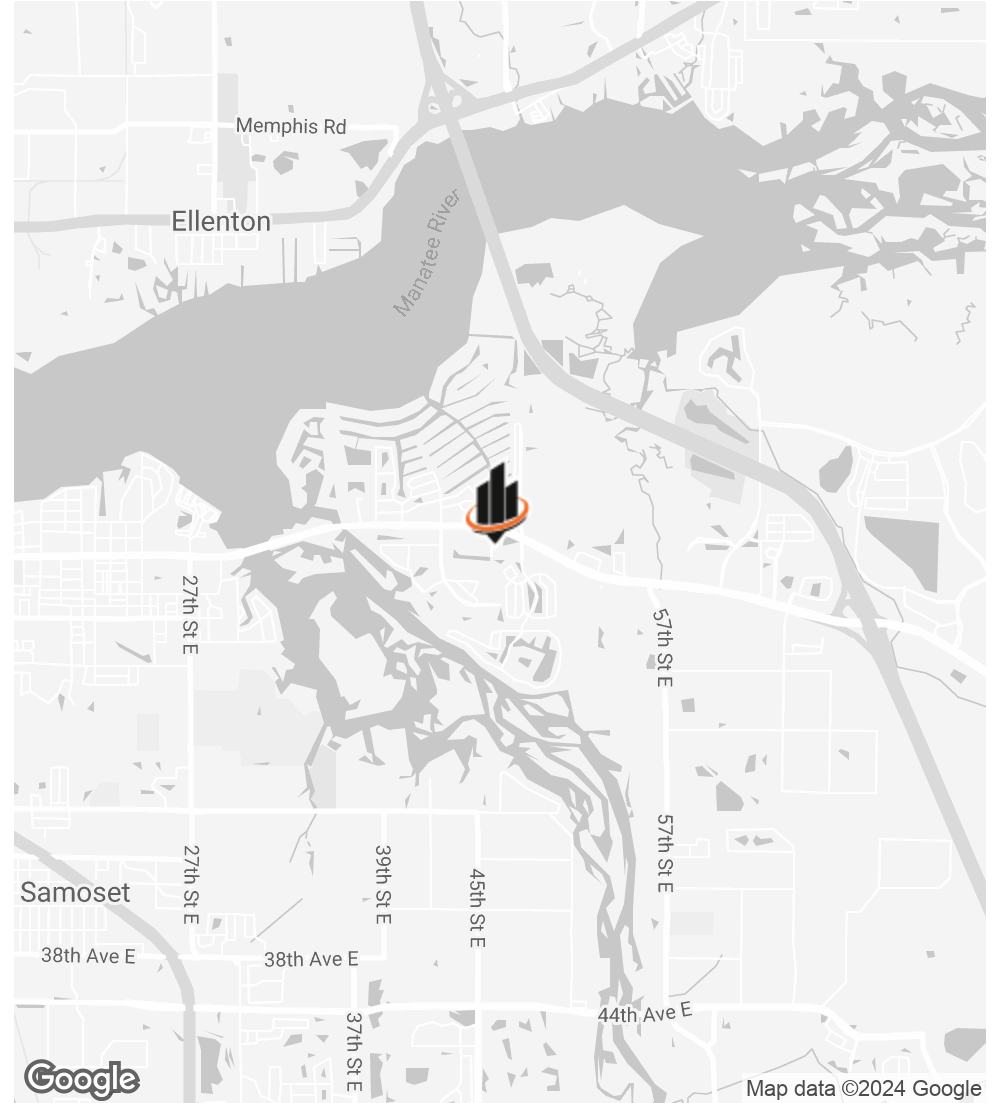 Memphis Rd
Ellenton
Manatee River
27th St E
57th St E
57th St E
27th St E
39th St E
45th St E
Samoset
38th Ave E
38th Ave E
44th Ave E
37th St E
Google
Map data ©2024 Google